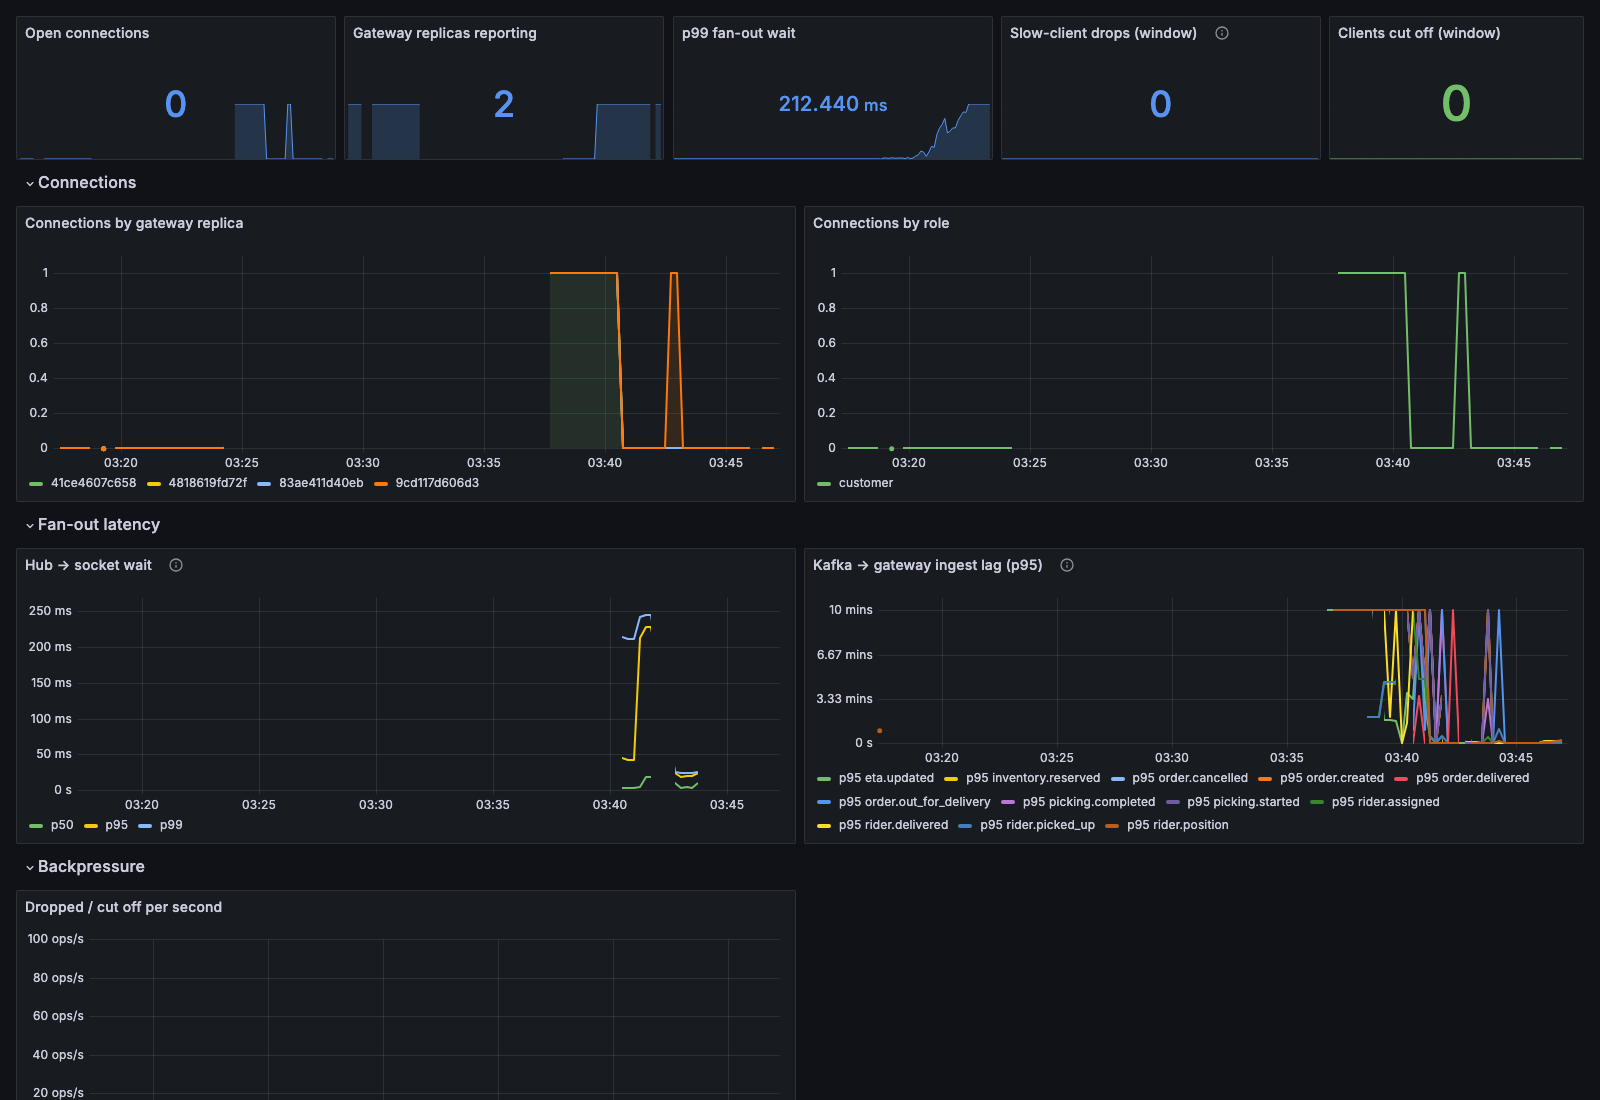 Open connections
0
Gateway replicas reporting
2
p99 fan-out wait
212.440 ms
Slow-client drops (window)
0
Clients cut off (window)
0
Connections
Connections by gateway replica
1
0.8
0.6
0.4
0.2
0
03:20 03:25 03:30 03:35 03:40 03:45
41ce4607c658 4818619fd72f 83ae411d40eb 9cd117d606d3
Connections by role
1
0.8
0.6
0.4
0.2
0
03:20 03:25 03:30 03:35 03:40 03:45
customer
Fan-out latency
Hub → socket wait
250 ms
200 ms
150 ms
100 ms
50 ms
0 s
03:20 03:25 03:30 03:35 03:40 03:45
p50 p95 p99
Kafka → gateway ingest lag (p95)
10 mins
6.67 mins
3.33 mins
0 s
03:20 03:25 03:30 03:35 03:40 03:45
p95 eta.updated p95 inventory.reserved p95 order.cancelled p95 order.created p95 order.delivered
p95 order.out_for_delivery p95 picking.completed p95 picking.started p95 rider.assigned
p95 rider.delivered p95 rider.picked_up p95 rider.position
Backpressure
Dropped / cut off per second
100 ops/s
80 ops/s
60 ops/s
40 ops/s
20 ops/s